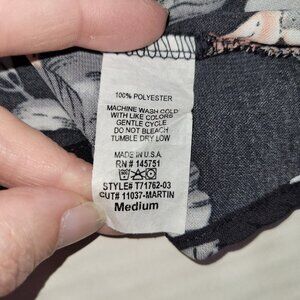 100% POLYESTER
MACHINE WASH COLD
WITH LIKE COLORS
GENTLE CYCLE
DO NOT BLEACH
TUMBLE DRY LOW
MADE IN U.S.A.
RN # 145751
STYLE# T71762-03
CUT# 11037-MARTIN
Medium